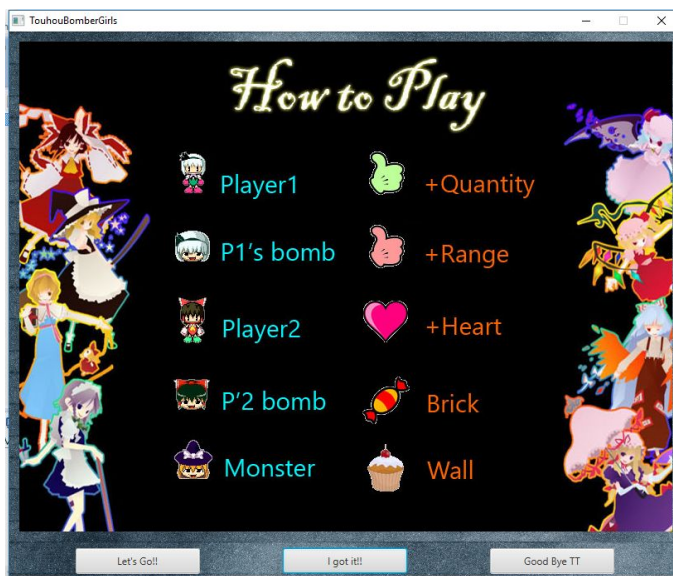 TouhouBomberGirls
How to Play
Player1
+Quantity
P1's bomb
+Range
Player2
+Heart
P'2 bomb
Brick
Monster
Wall
Let's Go!!
I got it!!
Good Bye TT